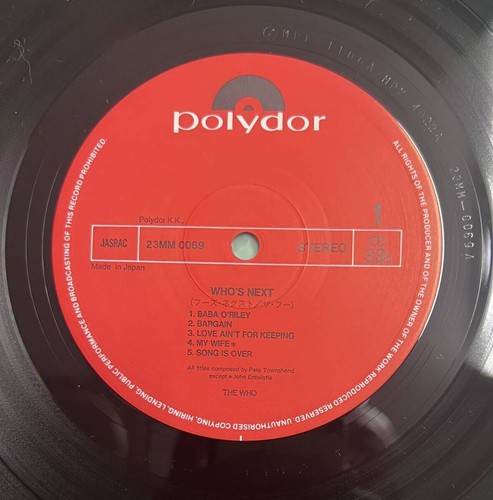 polydor
Polydor K.K.,
JASRAC
23MM 0069
STEREO
33⅓
Made in Japan
WHO'S NEXT
(フーズ・ネクスト/ザ・フー)
1. BABA O'RILEY
2. BARGAIN
3. LOVE AIN'T FOR KEEPING
4. MY WIFE*
5. SONG IS OVER
All titles composed by Pete Townshend
except * John Entwistle
THE WHO
ALL RIGHTS OF THE PRODUCER AND OF THE OWNER OF THE WORK REPRODUCED RESERVED. UNAUTHORISED COPYING, HIRING, LENDING, PUBLIC PERFORMANCE AND BROADCASTING OF THIS RECORD PROHIBITED.
23MM-0069 A